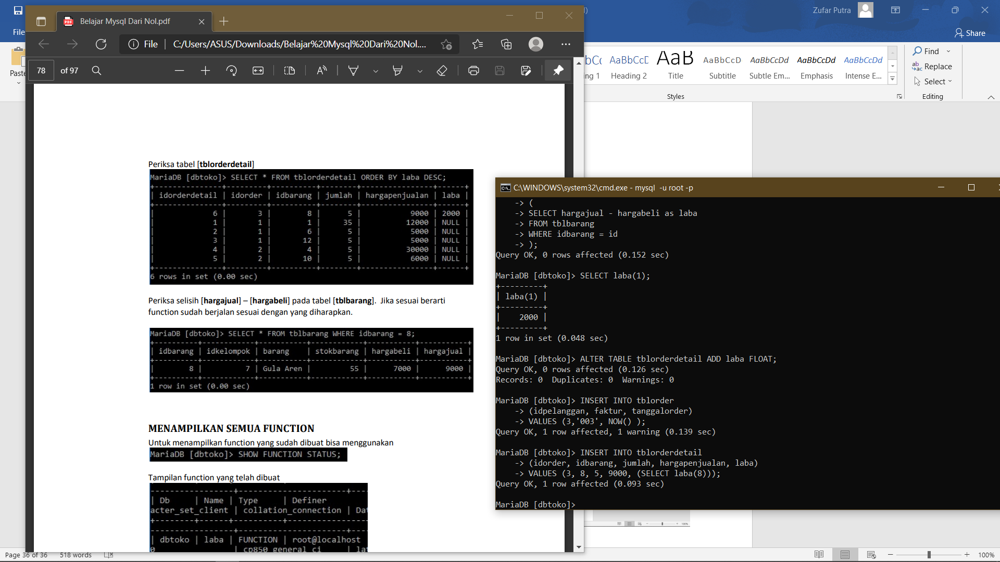 Zufar Putra
File
Share
Paste
Find
Replace
Select
Editing
AaBbCcD
AaB
AaBbCcD
AaBbCcDd
AaBbCcDd
AaBbCcDd
ing 1
Heading 2
Title
Subtitle
Subtle Em...
Emphasis
Intense E...
Styles
Belajar Mysql Dari Nol.pdf
File | C:/Users/ASUS/Downloads/Belajar%20Mysql%20Dari%20Nol....
78 of 97
Periksa tabel [tblorderdetail]
MariaDB [dbtoko]> SELECT * FROM tblorderdetail ORDER BY laba DESC;
+---------------+---------+----------+--------+----------------+------+
| idorderdetail | idorder | idbarang | jumlah | hargapenjualan | laba |
+---------------+---------+----------+--------+----------------+------+
| 6 | 3 | 8 | 5 | 9000 | 2000 |
| 1 | 1 | 1 | 35 | 12000 | NULL |
| 2 | 1 | 6 | 5 | 5000 | NULL |
| 3 | 1 | 12 | 5 | 5000 | NULL |
| 4 | 2 | 4 | 5 | 30000 | NULL |
| 5 | 2 | 10 | 5 | 6000 | NULL |
+---------------+---------+----------+--------+----------------+------+
6 rows in set (0.00 sec)
Periksa selisih [hargajual] – [hargabeli] pada tabel [tblbarang]. Jika sesuai berarti
function sudah berjalan sesuai dengan yang diharapkan.
MariaDB [dbtoko]> SELECT * FROM tblbarang WHERE idbarang = 8;
+----------+------------+-----------+------------+-----------+-----------+
| idbarang | idkelompok | barang | stokbarang | hargabeli | hargajual |
+----------+------------+-----------+------------+-----------+-----------+
| 8 | 7 | Gula Aren | 55 | 7000 | 9000 |
+----------+------------+-----------+------------+-----------+-----------+
1 row in set (0.00 sec)
MENAMPILKAN SEMUA FUNCTION
Untuk menampilkan function yang sudah dibuat bisa menggunakan
MariaDB [dbtoko]> SHOW FUNCTION STATUS;
Tampilan function yang telah dibuat
| Db | Name | Type | Definer
acter_set_client | collation_connection | Dat
| dbtoko | laba | FUNCTION | root@localhost
0 | cp850_general_ci | lat
C:\WINDOWS\system32\cmd.exe - mysql -u root -p
-> (
-> SELECT hargajual - hargabeli as laba
-> FROM tblbarang
-> WHERE idbarang = id
-> );
Query OK, 0 rows affected (0.152 sec)
MariaDB [dbtoko]> SELECT laba(1);
+---------+
| laba(1) |
+---------+
| 2000 |
+---------+
1 row in set (0.048 sec)
MariaDB [dbtoko]> ALTER TABLE tblorderdetail ADD laba FLOAT;
Query OK, 0 rows affected (0.126 sec)
Records: 0 Duplicates: 0 Warnings: 0
MariaDB [dbtoko]> INSERT INTO tblorder
-> (idpelanggan, faktur, tanggalorder)
-> VALUES (3,'003', NOW() );
Query OK, 1 row affected, 1 warning (0.139 sec)
MariaDB [dbtoko]> INSERT INTO tblorderdetail
-> (idorder, idbarang, jumlah, hargapenjualan, laba)
-> VALUES (3, 8, 5, 9000, (SELECT laba(8)));
Query OK, 1 row affected (0.093 sec)
MariaDB [dbtoko]>
Page 36 of 36 518 words
100%